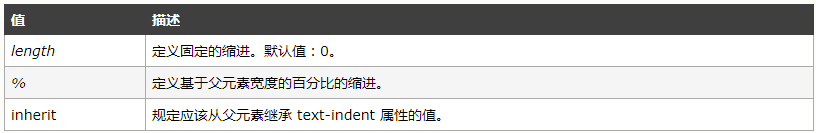 值 描述
length 定义固定的缩进。默认值：0。
% 定义基于父元素宽度的百分比的缩进。
inherit 规定应该从父元素继承 text-indent 属性的值。